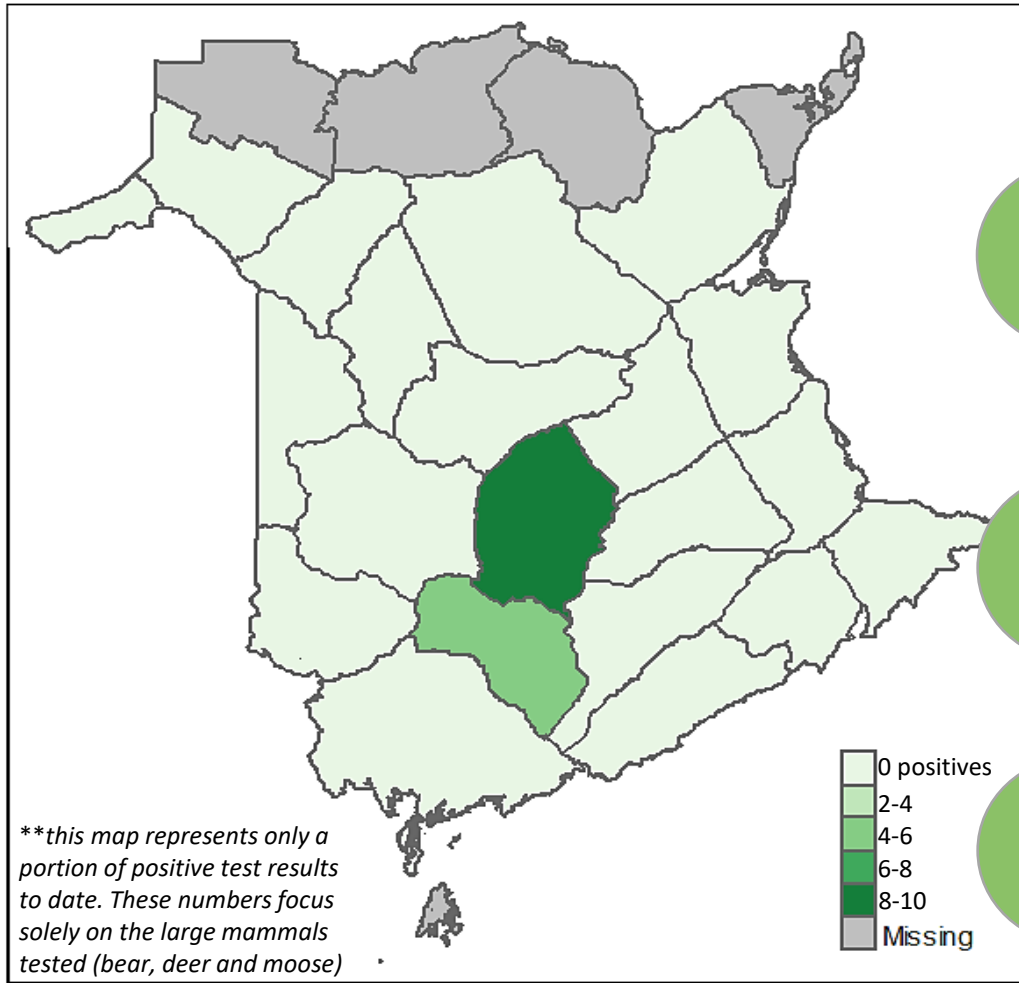 0 positives
2-4
4-6
6-8
8-10
Missing
**this map represents only a
portion of positive test results
to date. These numbers focus
solely on the large mammals
tested (bear, deer and moose)